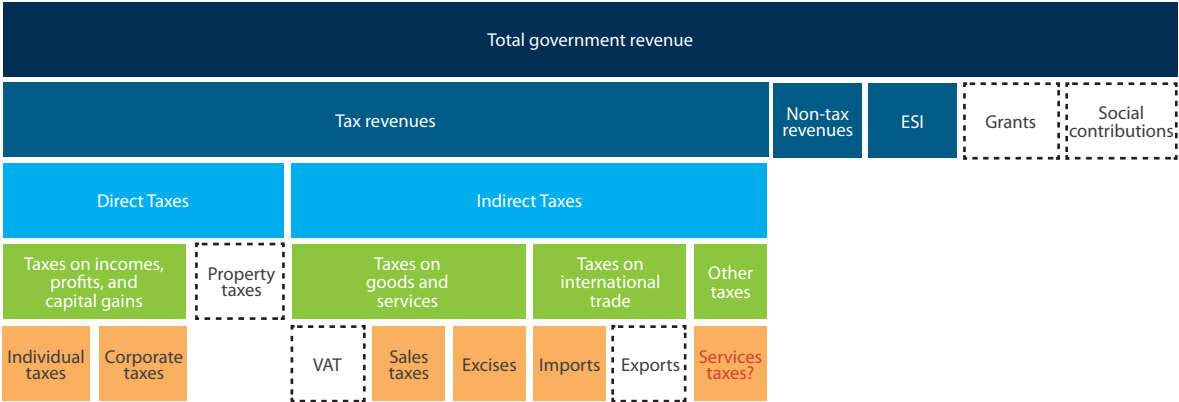 Total government revenue
Tax revenues
Non-tax
revenues
ESI
Grants
Social
contributions
Direct Taxes
Indirect Taxes
Taxes on incomes,
profits, and
capital gains
Property
taxes
Taxes on
goods and
services
Taxes on
international
trade
Other
taxes
Individual
taxes
Corporate
taxes
VAT
Sales
taxes
Excises
Imports
Exports
Services
taxes?